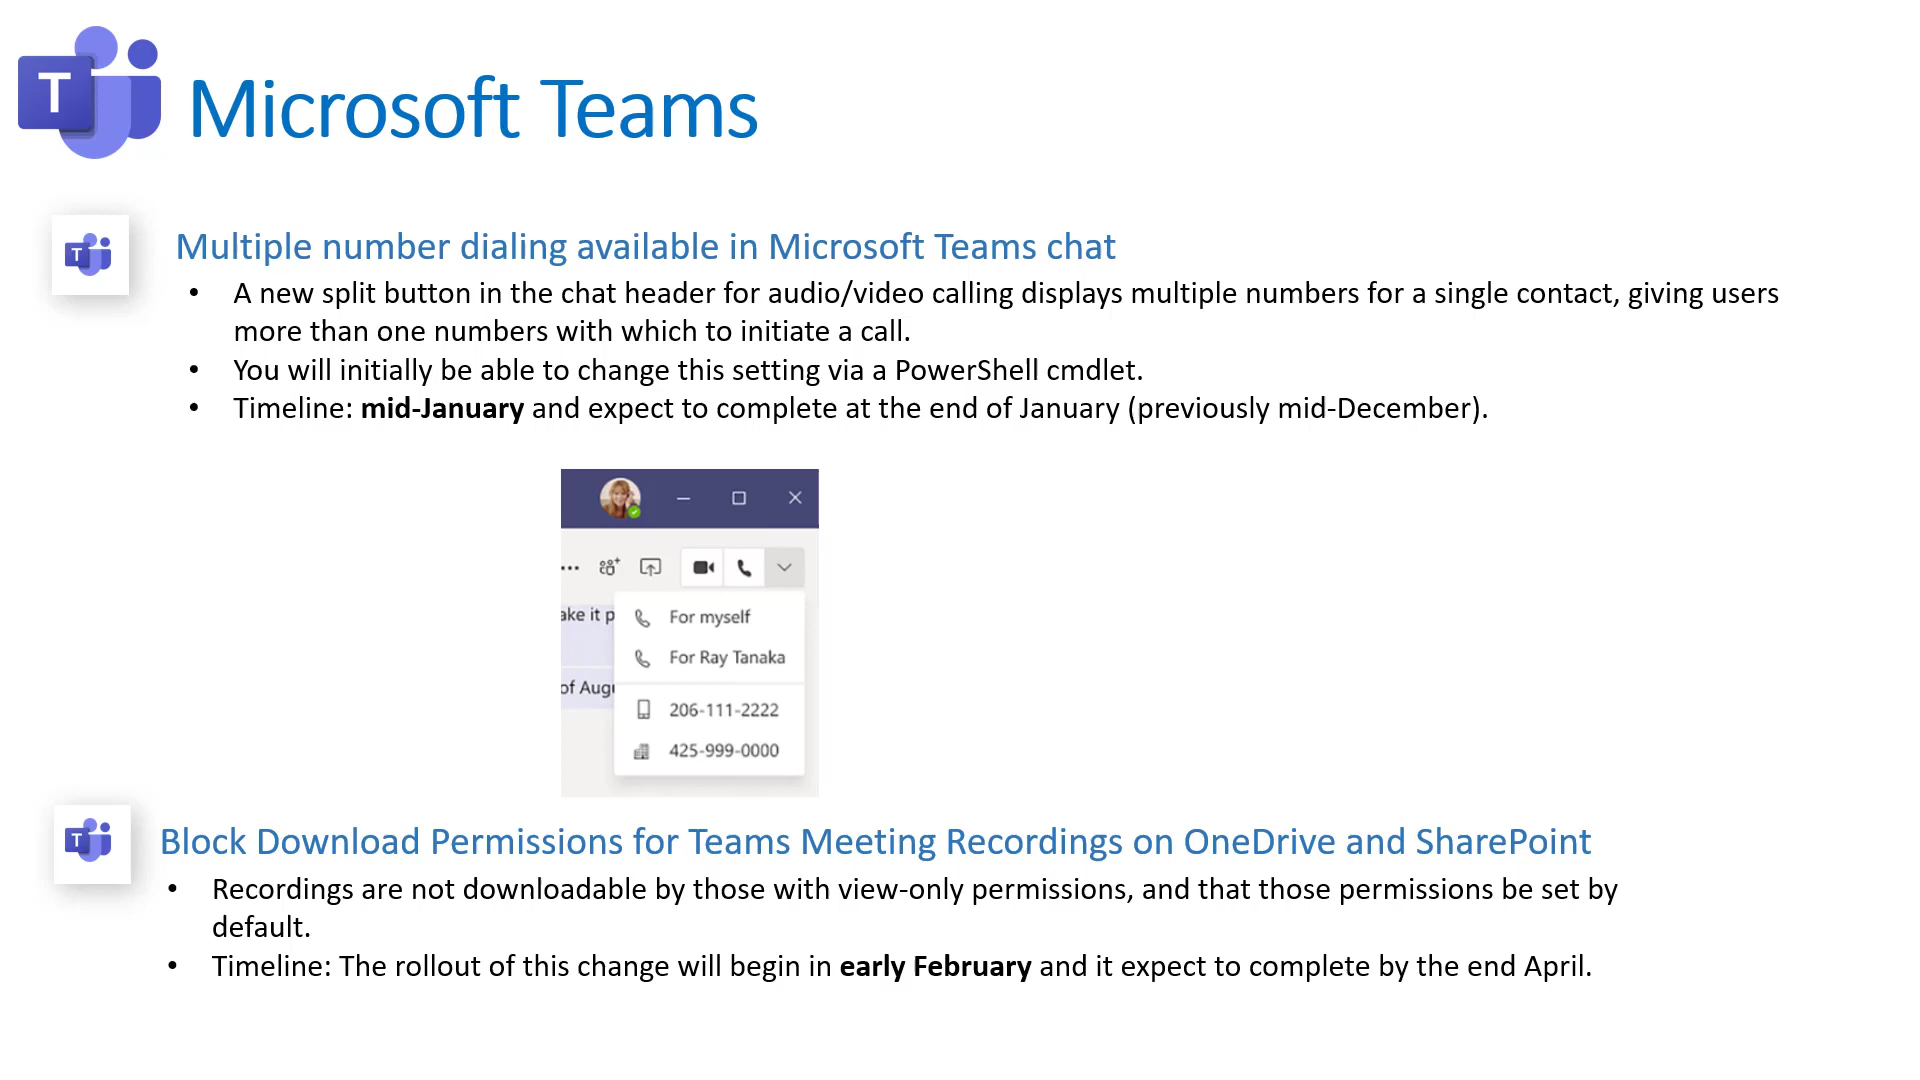 T
Microsoft Teams
T
Multiple number dialing available in Microsoft Teams chat
• A new split button in the chat header for audio/video calling displays multiple numbers for a single contact, giving users
more than one numbers with which to initiate a call.
• You will initially be able to change this setting via a PowerShell cmdlet.
• Timeline: mid-January and expect to complete at the end of January (previously mid-December).
ake it p
For myself
For Ray Tanaka
of Augu
206-111-2222
425-999-0000
T
Block Download Permissions for Teams Meeting Recordings on OneDrive and SharePoint
• Recordings are not downloadable by those with view-only permissions, and that those permissions be set by
default.
• Timeline: The rollout of this change will begin in early February and it expect to complete by the end April.